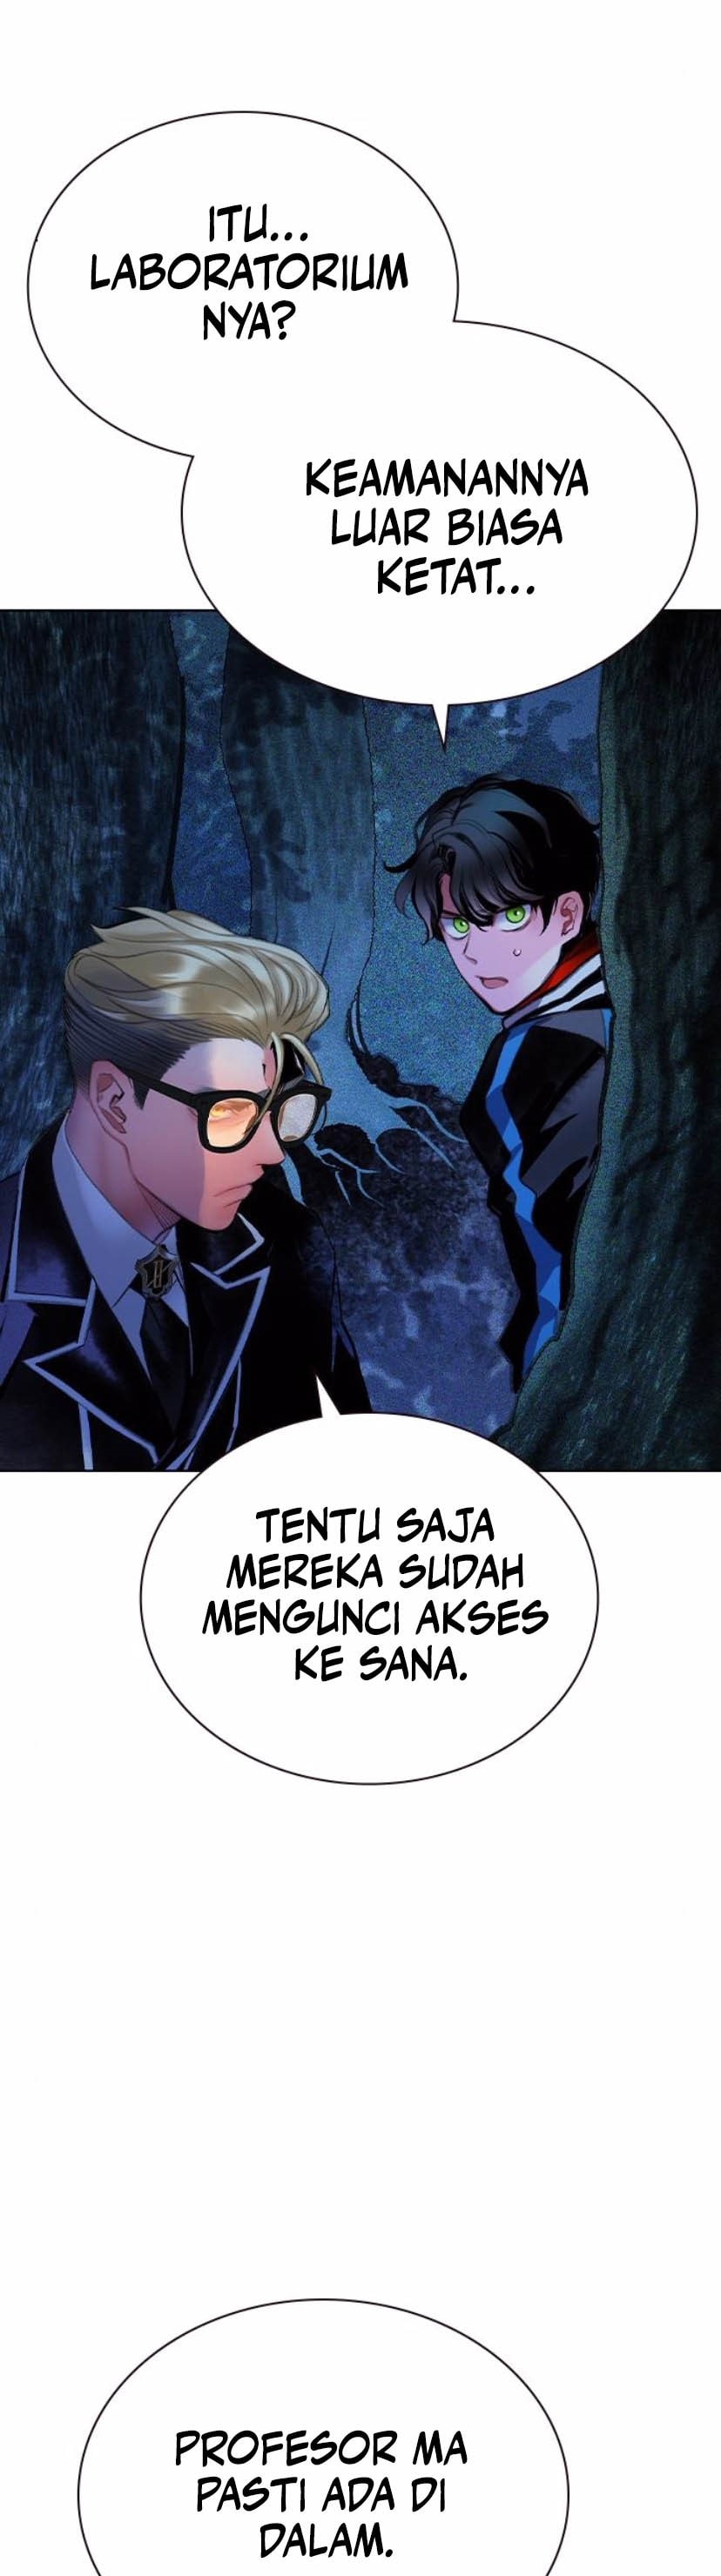 ITU...
LABORATORIUM
NYA?
KEAMANANNYA
LUAR BIASA
KETAT...
TENTU SAJA
MEREKA SUDAH
MENGUNCI AKSES
KE SANA.
PROFESOR MA
PASTI ADA DI
DALAM.